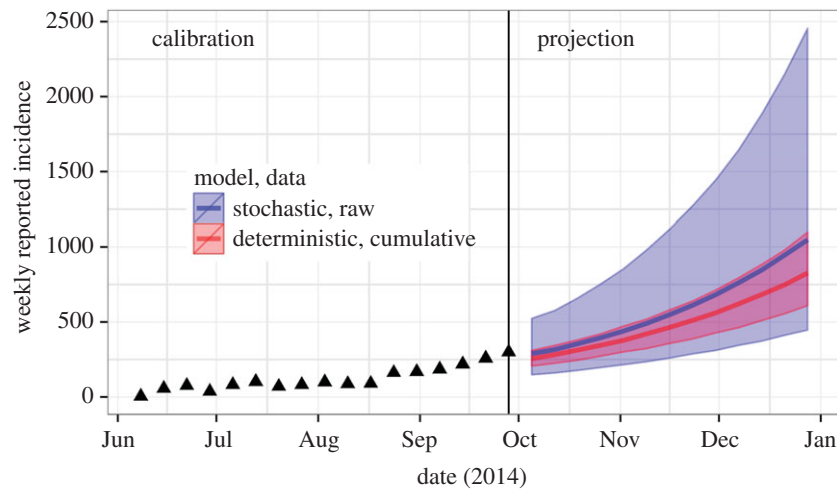 2500
2000
1500
1000
500
0
weekly reported incidence
calibration
projection
model, data
stochastic, raw
deterministic, cumulative
Jun Jul Aug Sep Oct Nov Dec Jan
date (2014)